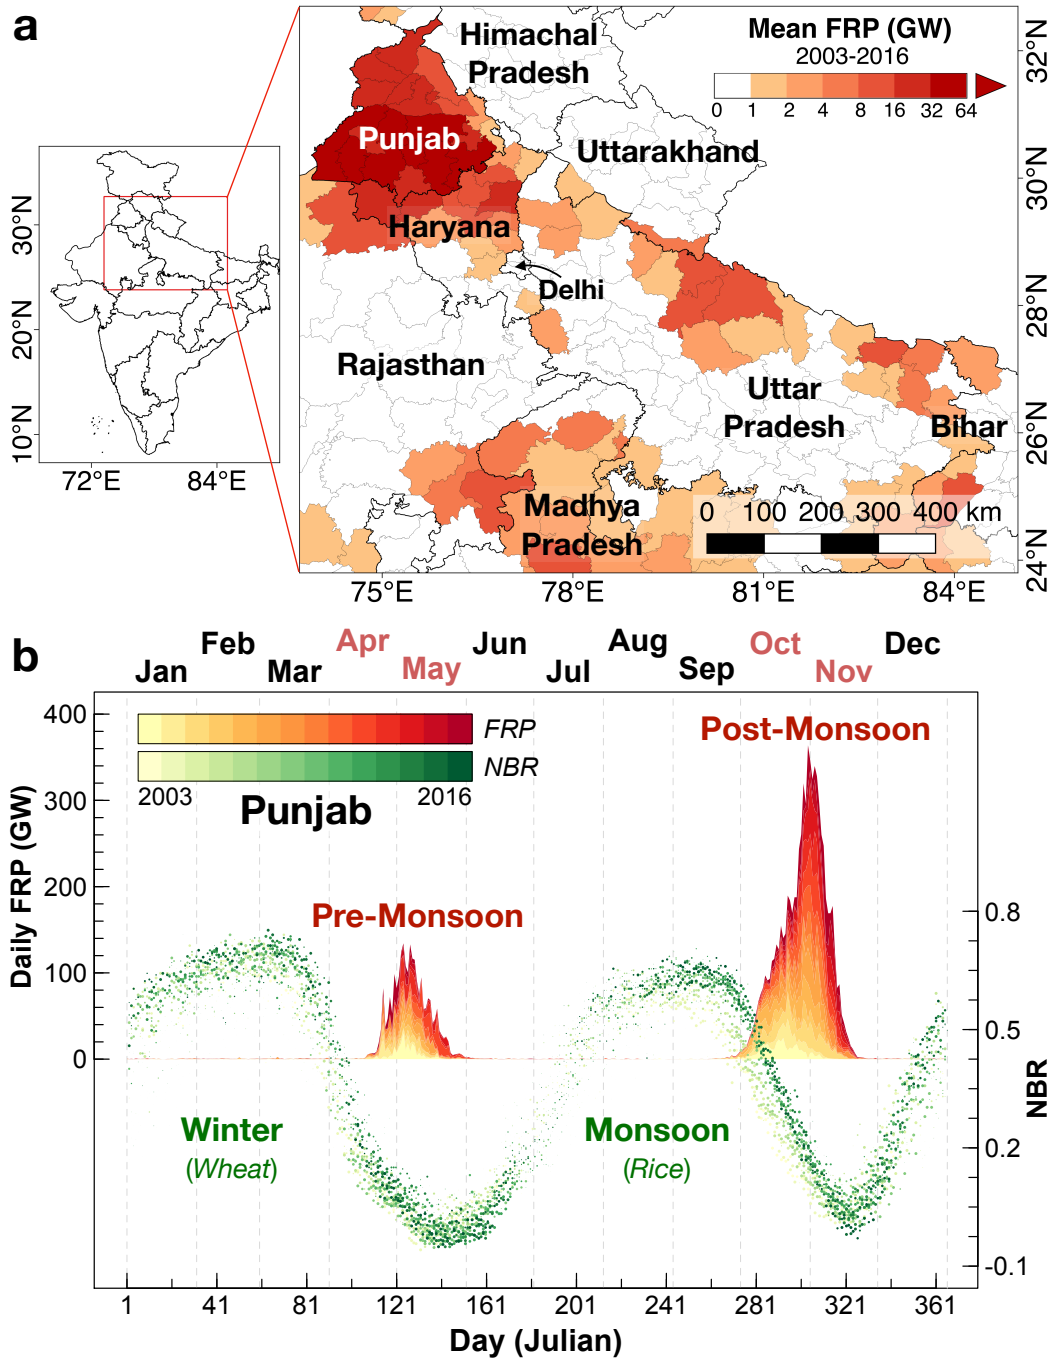 a
Himachal
Pradesh
Mean FRP (GW)
2003-2016
0 1 2 4 8 16 32 64
Punjab
Uttarakhand
Haryana
Delhi
Rajasthan
Uttar
Pradesh
Bihar
Madhya
Pradesh
0 100 200 300 400 km
32°N
30°N
28°N
26°N
24°N
75°E 78°E 81°E 84°E
30°N
20°N
10°N
72°E 84°E
b
Jan Feb Mar Apr May Jun Jul Aug Sep Oct Nov Dec
FRP
NBR
2003 2016
Punjab
Post-Monsoon
Pre-Monsoon
Winter
(Wheat)
Monsoon
(Rice)
Daily FRP (GW)
400
300
200
100
0
NBR
0.8
0.5
0.2
-0.1
1 41 81 121 161 201 241 281 321 361
Day (Julian)